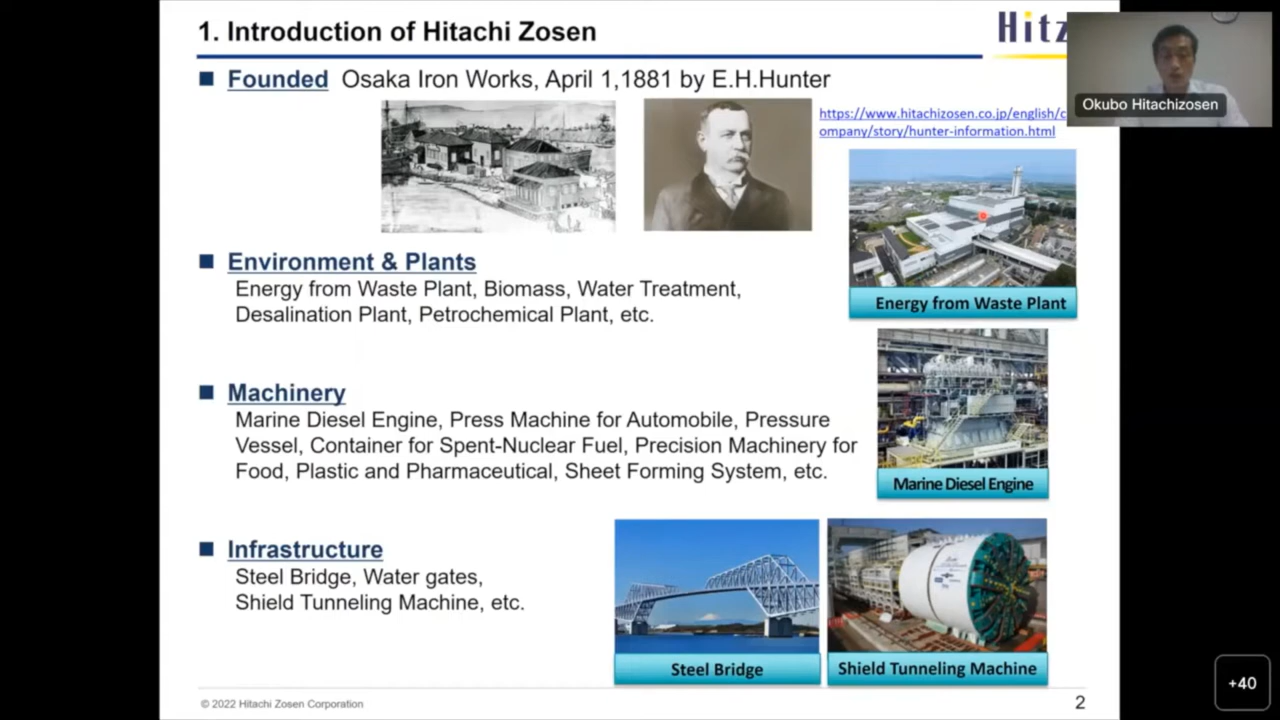 1. Introduction of Hitachi Zosen
Hitz
Okubo Hitachizosen
■ Founded Osaka Iron Works, April 1,1881 by E.H.Hunter
https://www.hitachizosen.co.jp/english/c
ompany/story/hunter-information.html
Energy from Waste Plant
■ Environment & Plants
Energy from Waste Plant, Biomass, Water Treatment,
Desalination Plant, Petrochemical Plant, etc.
■ Machinery
Marine Diesel Engine, Press Machine for Automobile, Pressure
Vessel, Container for Spent-Nuclear Fuel, Precision Machinery for
Food, Plastic and Pharmaceutical, Sheet Forming System, etc.
Marine Diesel Engine
■ Infrastructure
Steel Bridge, Water gates,
Shield Tunneling Machine, etc.
Steel Bridge
Shield Tunneling Machine
© 2022 Hitachi Zosen Corporation
2
+40